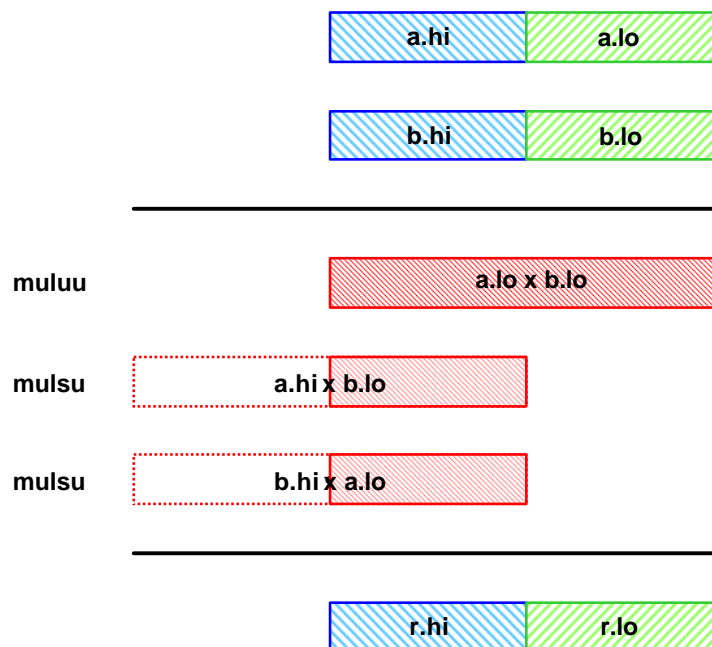 a.hi a.lo
b.hi b.lo
muluu a.lo x b.lo
mulsu a.hi x b.lo
mulsu b.hi x a.lo
r.hi r.lo